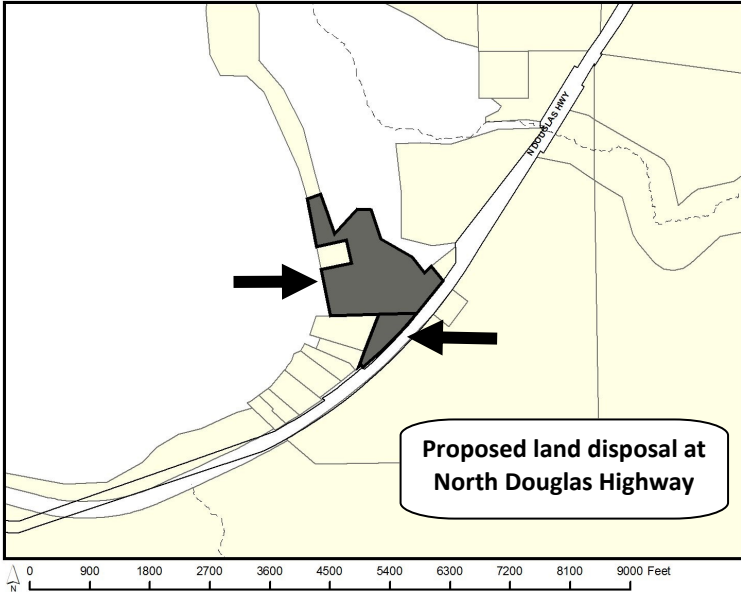 N DOUGLAS HWY
Proposed land disposal at
North Douglas Highway
0 900 1800 2700 3600 4500 5400 6300 7200 8100 9000 Feet
N